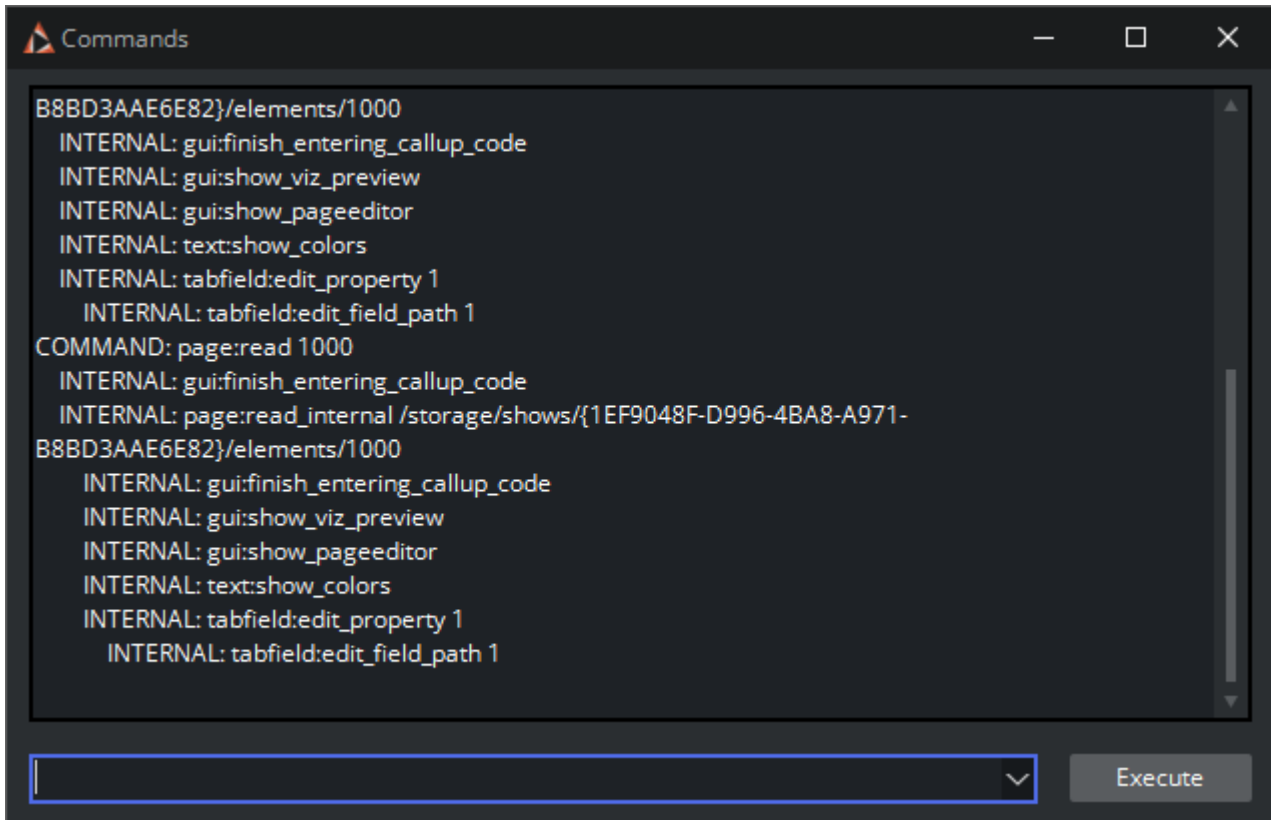 Commands
B8BD3AAE6E82}/elements/1000
INTERNAL: gui:finish_entering_callup_code
INTERNAL: gui:show_viz_preview
INTERNAL: gui:show_pageeditor
INTERNAL: text:show_colors
INTERNAL: tabfield:edit_property 1
INTERNAL: tabfield:edit_field_path 1
COMMAND: page:read 1000
INTERNAL: gui:finish_entering_callup_code
INTERNAL: page:read_internal /storage/shows/{1EF9048F-D996-4BA8-A971-
B8BD3AAE6E82}/elements/1000
INTERNAL: gui:finish_entering_callup_code
INTERNAL: gui:show_viz_preview
INTERNAL: gui:show_pageeditor
INTERNAL: text:show_colors
INTERNAL: tabfield:edit_property 1
INTERNAL: tabfield:edit_field_path 1
Execute